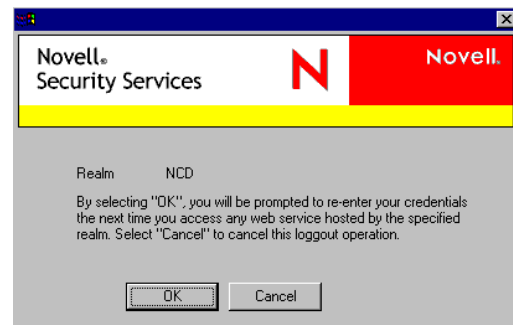 Novell®
Security Services
N
Novell.
Realm NCD
By selecting "OK", you will be prompted to re-enter your credentials
the next time you access any web service hosted by the specified
realm. Select "Cancel" to cancel this loggout operation.
OK Cancel